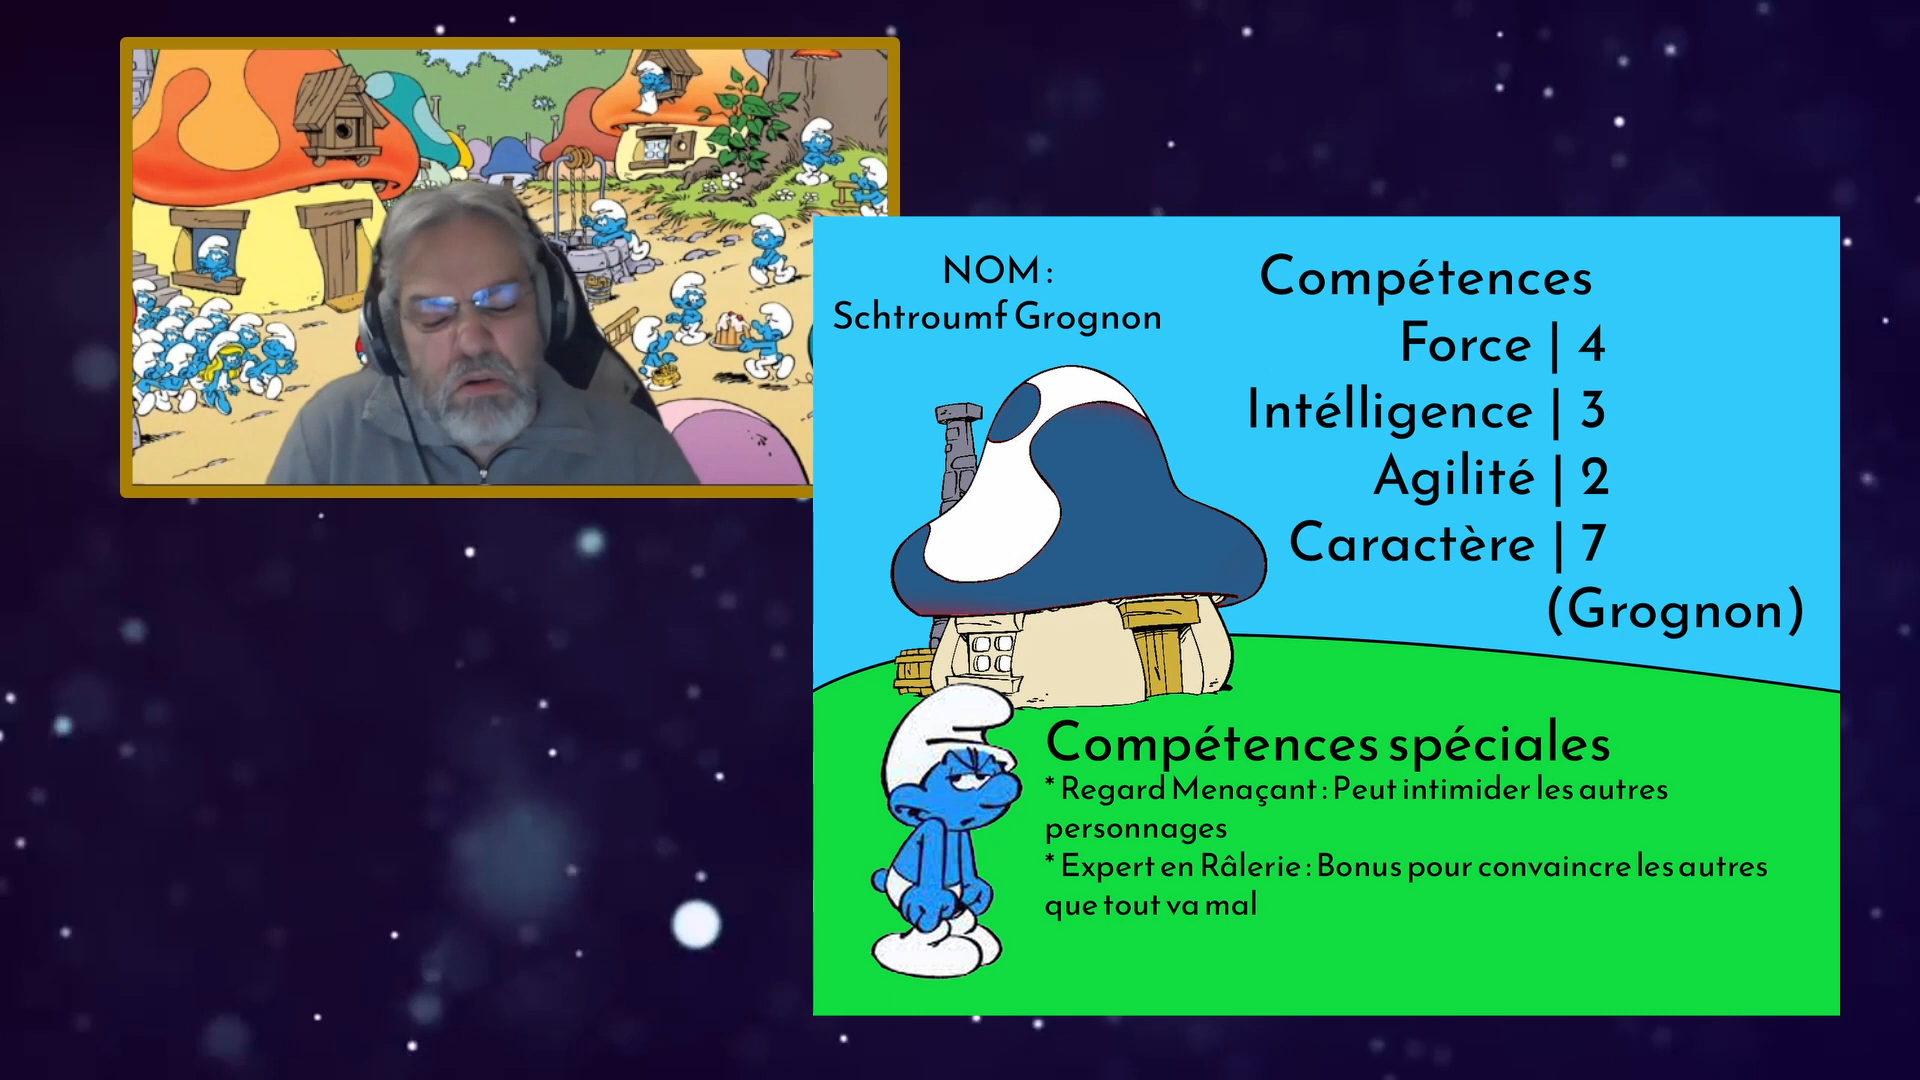 NOM :
Schtroumf Grognon
Compétences
Force | 4
Intélligence | 3
Agilité | 2
Caractère | 7
(Grognon)
Compétences spéciales
* Regard Menaçant : Peut intimider les autres
personnages
* Expert en Râlerie : Bonus pour convaincre les autres
que tout va mal